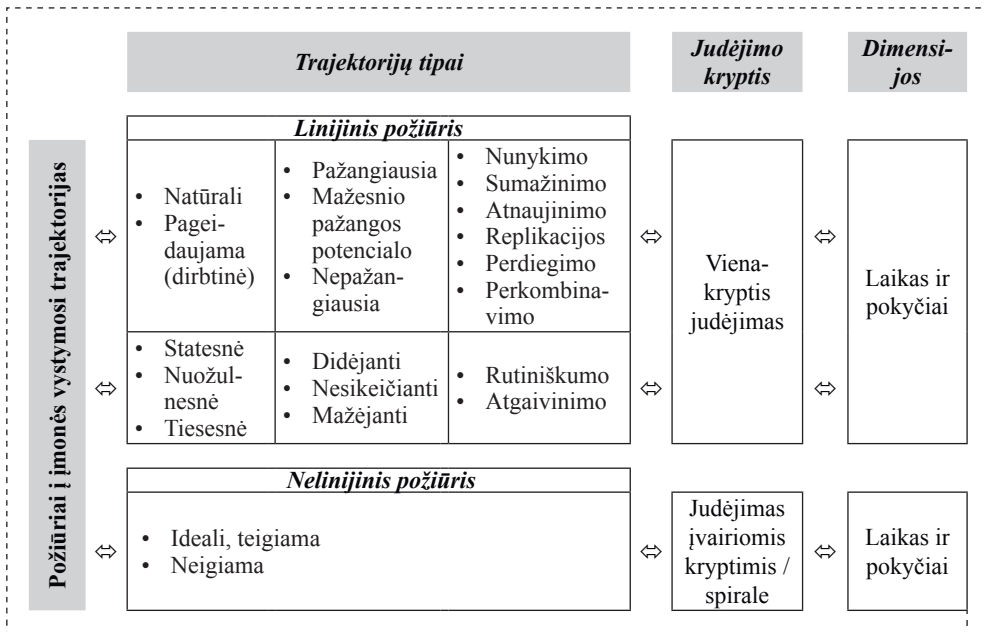 Trajektorijų tipai
Judėjimo
kryptis
Dimensi-
jos
Požiūriai į įmonės vystymosi trajektorijas
Linijinis požiūris
• Natūrali
• Pagei-
daujama
(dirbtinė)
• Pažangiausia
• Mažesnio
pažangos
potencialo
• Nepažan-
giausia
• Nunykimo
• Sumažinimo
• Atnaujinimo
• Replikacijos
• Perdiegimo
• Perkombina-
vimo
• Statesnė
• Nuožul-
nesnė
• Tiesesnė
• Didėjanti
• Nesikeičianti
• Mažėjanti
• Rutiniškumo
• Atgaivinimo
Viena-
kryptis
judėjimas
Laikas ir
pokyčiai
Nelinijinis požiūris
• Ideali, teigiama
• Neigiama
Judėjimas
įvairiomis
kryptimis /
spirale
Laikas ir
pokyčiai